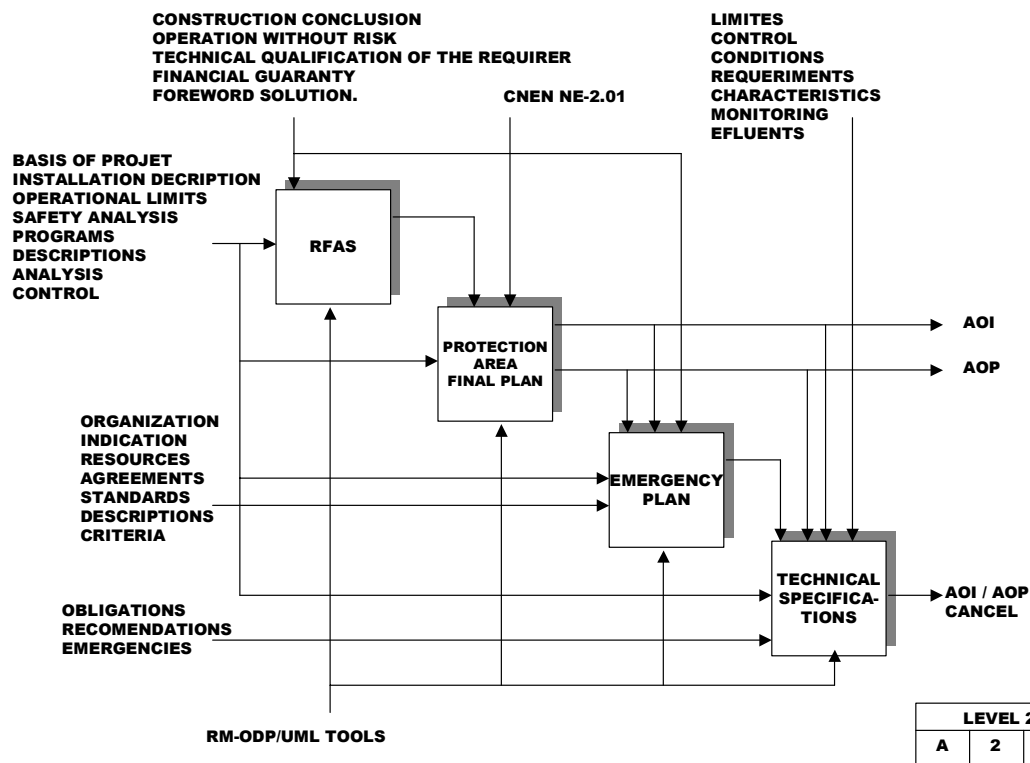 CONSTRUCTION CONCLUSION
OPERATION WITHOUT RISK
TECHNICAL QUALIFICATION OF THE REQUIRER
FINANCIAL GUARANTY
FOREWORD SOLUTION.
CNEN NE-2.01
LIMITES
CONTROL
CONDITIONS
REQUERIMENTS
CHARACTERISTICS
MONITORING
EFLUENTS
BASIS OF PROJET
INSTALLATION DECRIPTION
OPERATIONAL LIMITS
SAFETY ANALYSIS
PROGRAMS
DESCRIPTIONS
ANALYSIS
CONTROL
RFAS
PROTECTION
AREA
FINAL PLAN
AOI
AOP
ORGANIZATION
INDICATION
RESOURCES
AGREEMENTS
STANDARDS
DESCRIPTIONS
CRITERIA
EMERGENCY
PLAN
TECHNICAL
SPECIFICA-
TIONS
AOI / AOP
CANCEL
OBLIGATIONS
RECOMENDATIONS
EMERGENCIES
RM-ODP/UML TOOLS
LEVEL 2
A 2